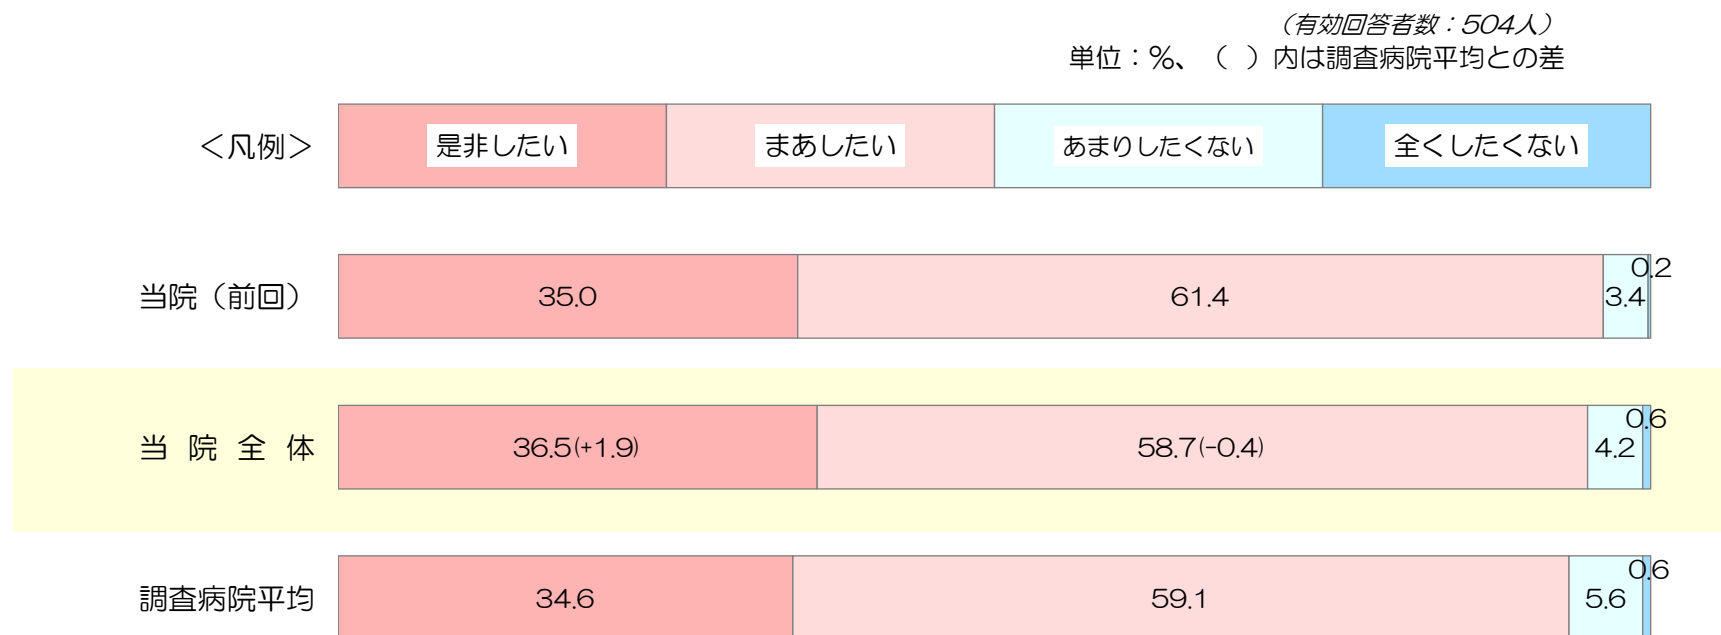 （有効回答者数：504人）
単位：％、（ ）内は調査病院平均との差
＜凡例＞ 是非したい まあしたい あまりしたくない 全くしたくない
当院（前回） 35.0 61.4 3.4 0.2
当院全体 36.5(+1.9) 58.7(-0.4) 4.2 0.6
調査病院平均 34.6 59.1 5.6 0.6